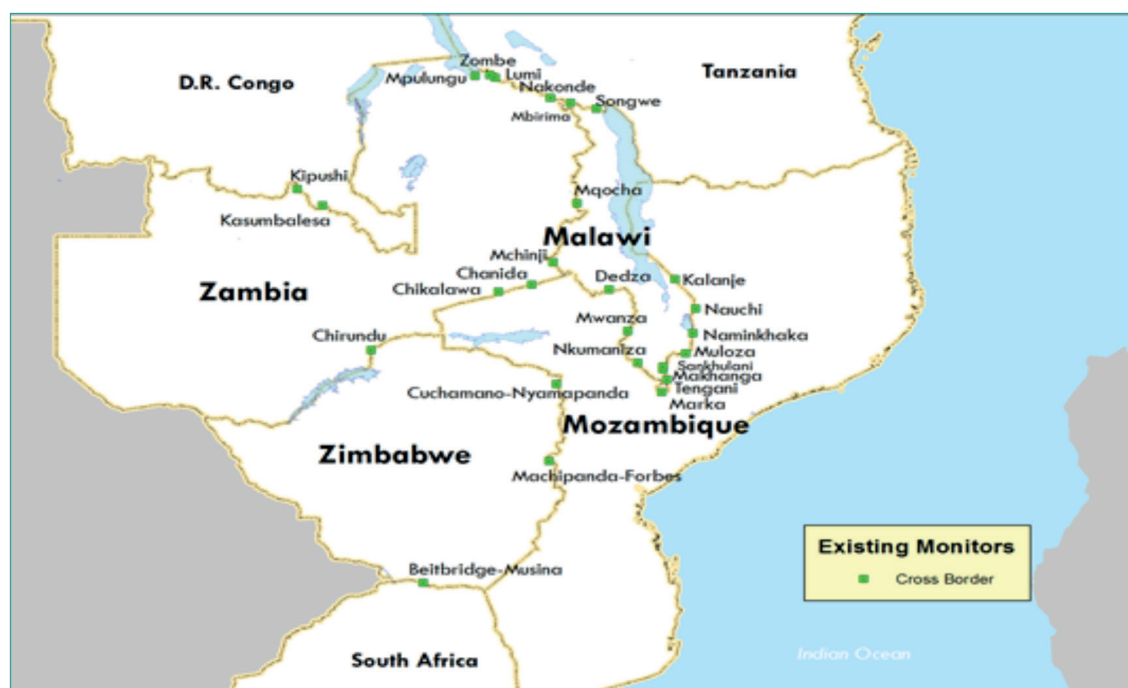 Zombe
D.R. Congo
Mpulungu
Lumi
Tanzania
Nakonde
Mbirima
Songwe
Kipushi
Kasumbalesa
Mqocha
Malawi
Mchinji
Chanida
Dedza
Kalanje
Zambia
Chikalawa
Nauchi
Mwanza
Chirundu
Naminkhaka
Nkumaniza
Muloza
Sankhulani
Makhanga
Cuchamano-Nyamapanda
Tengani
Marka
Mozambique
Zimbabwe
Machipanda-Forbes
Existing Monitors
Cross Border
Beitbridge-Musina
South Africa
Indian Ocean